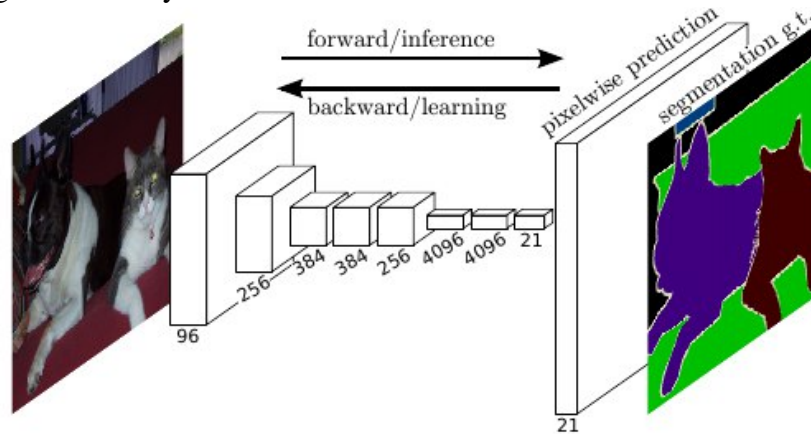 forward/inference
backward/learning
pixelwise prediction
segmentation g.t.
96
256
384
384
256
4096
4096
21
21